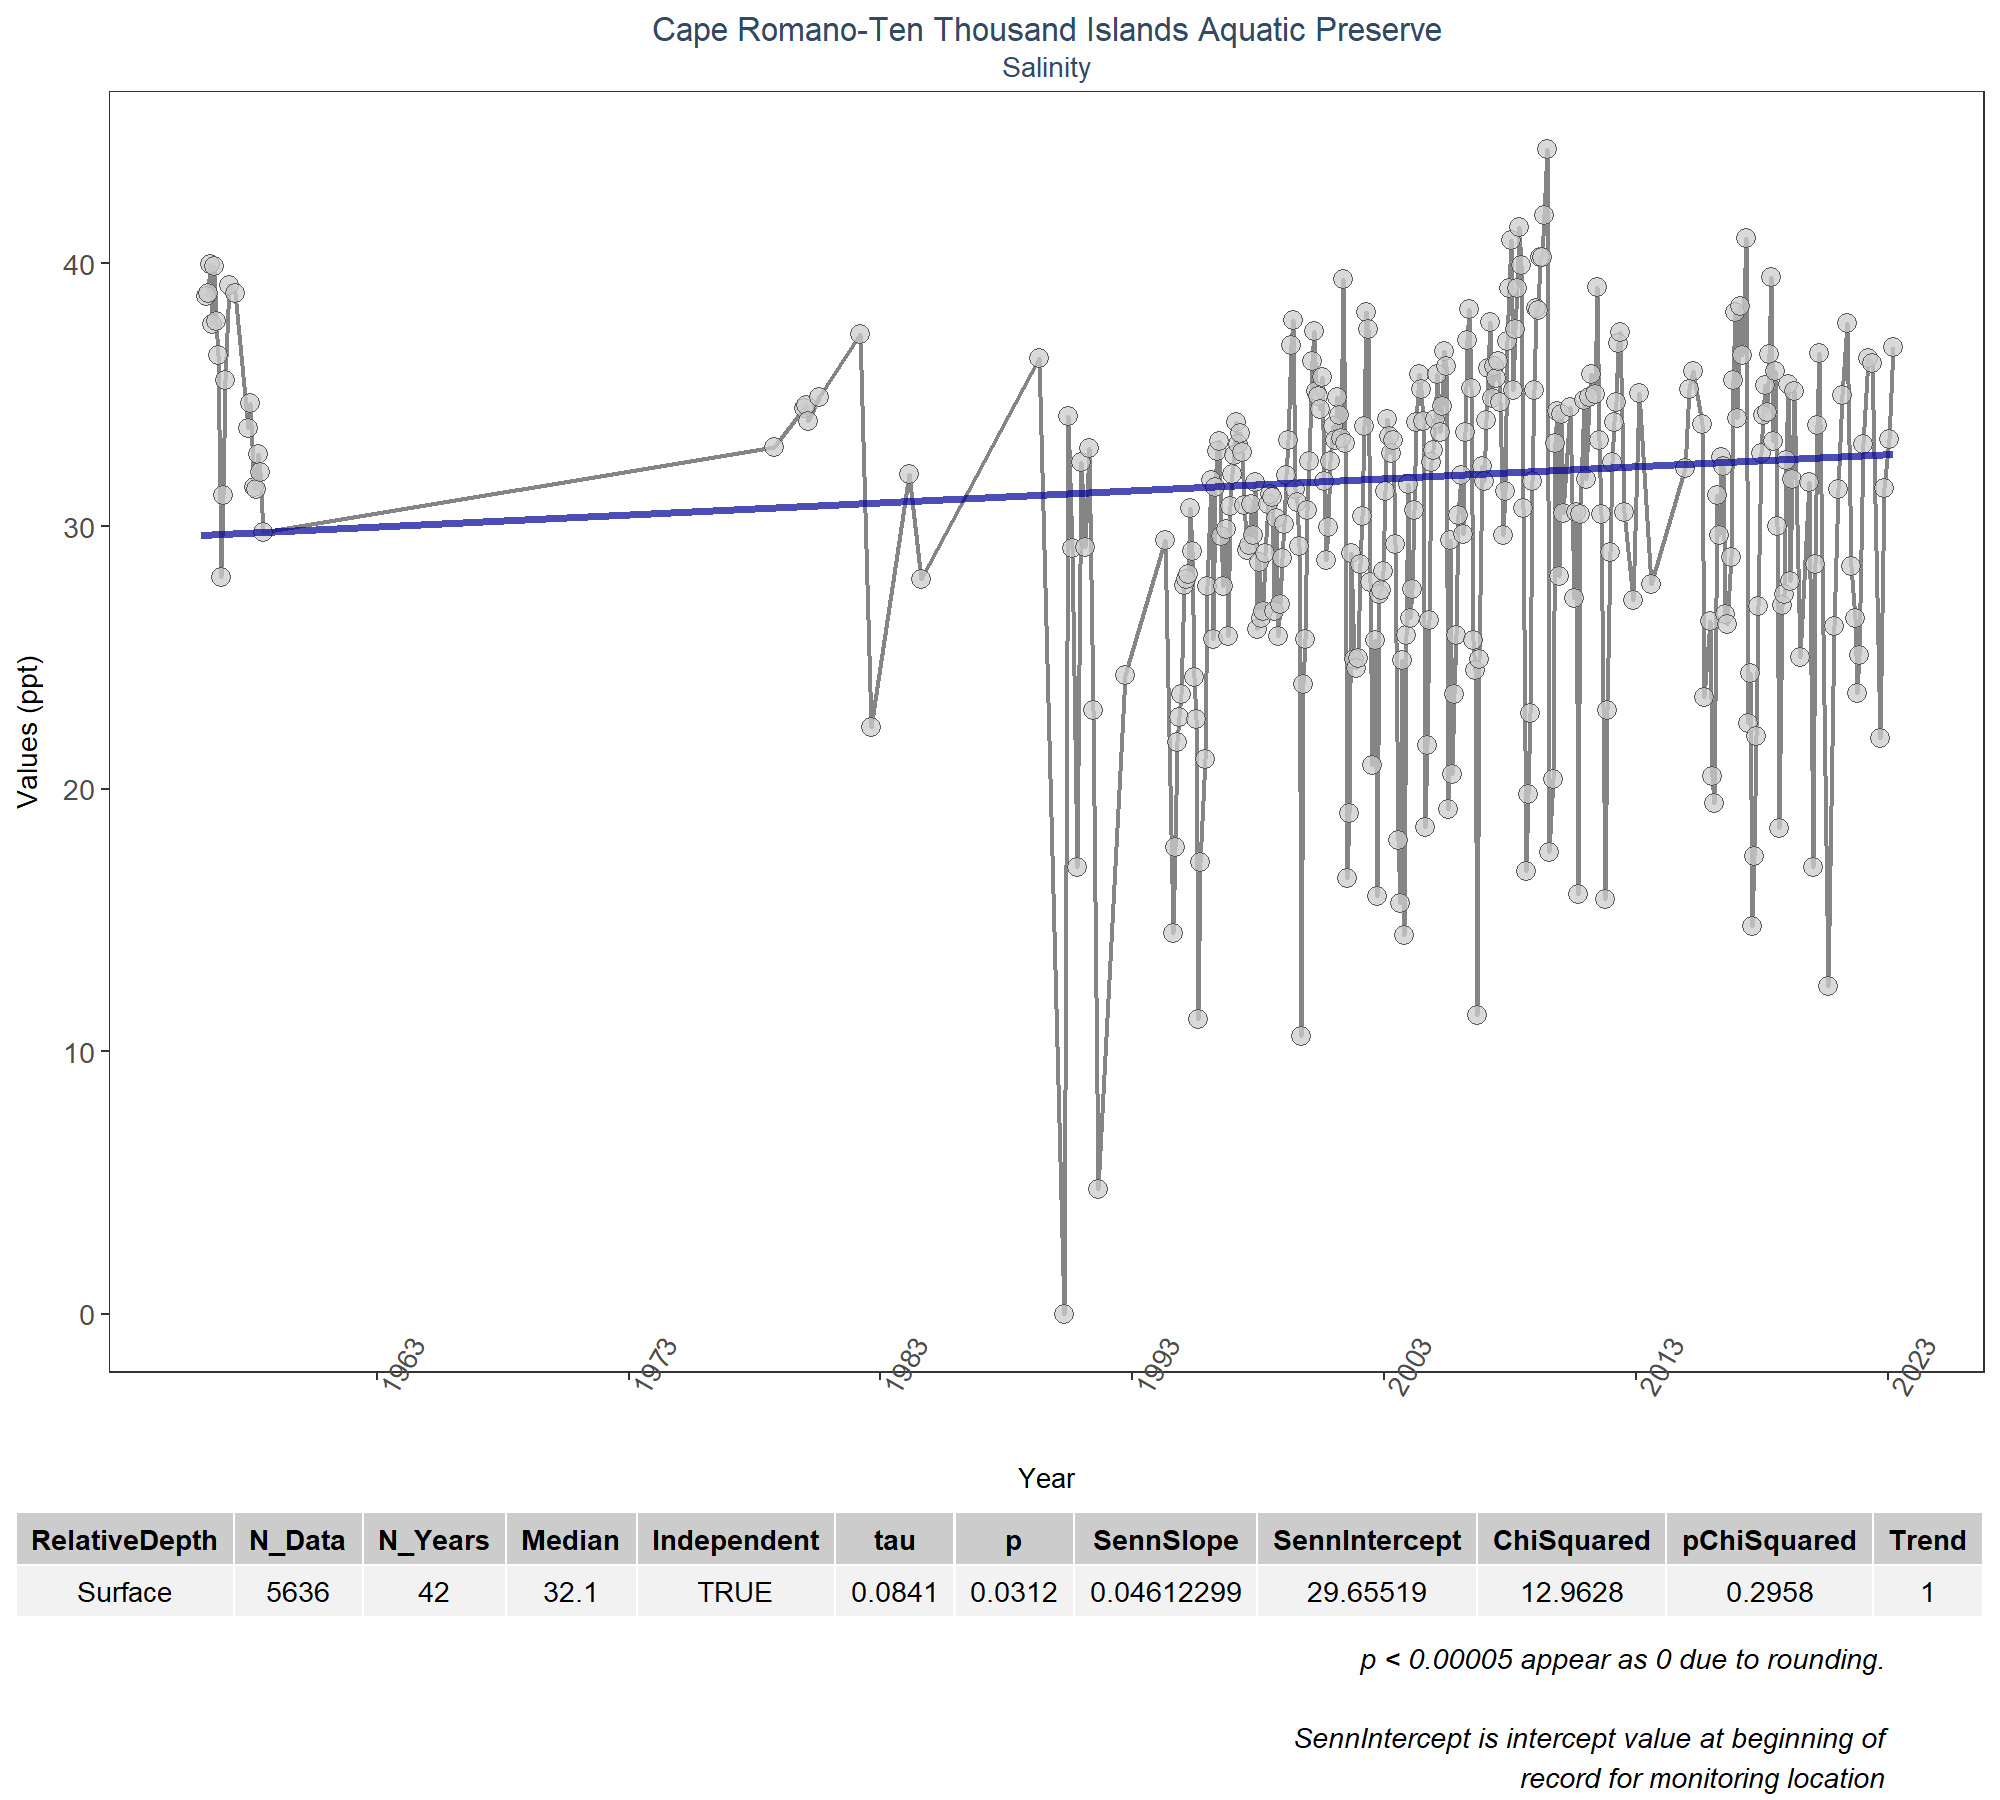 Cape Romano-Ten Thousand Islands Aquatic Preserve
Salinity
Values (ppt)
40
30
20
10
0
1963
1973
1983
1993
2003
2013
2023
Year
RelativeDepth N_Data N_Years Median Independent tau p SennSlope SennIntercept ChiSquared pChiSquared Trend
Surface 5636 42 32.1 TRUE 0.0841 0.0312 0.04612299 29.65519 12.9628 0.2958 1
p < 0.00005 appear as 0 due to rounding.
SennIntercept is intercept value at beginning of
record for monitoring location